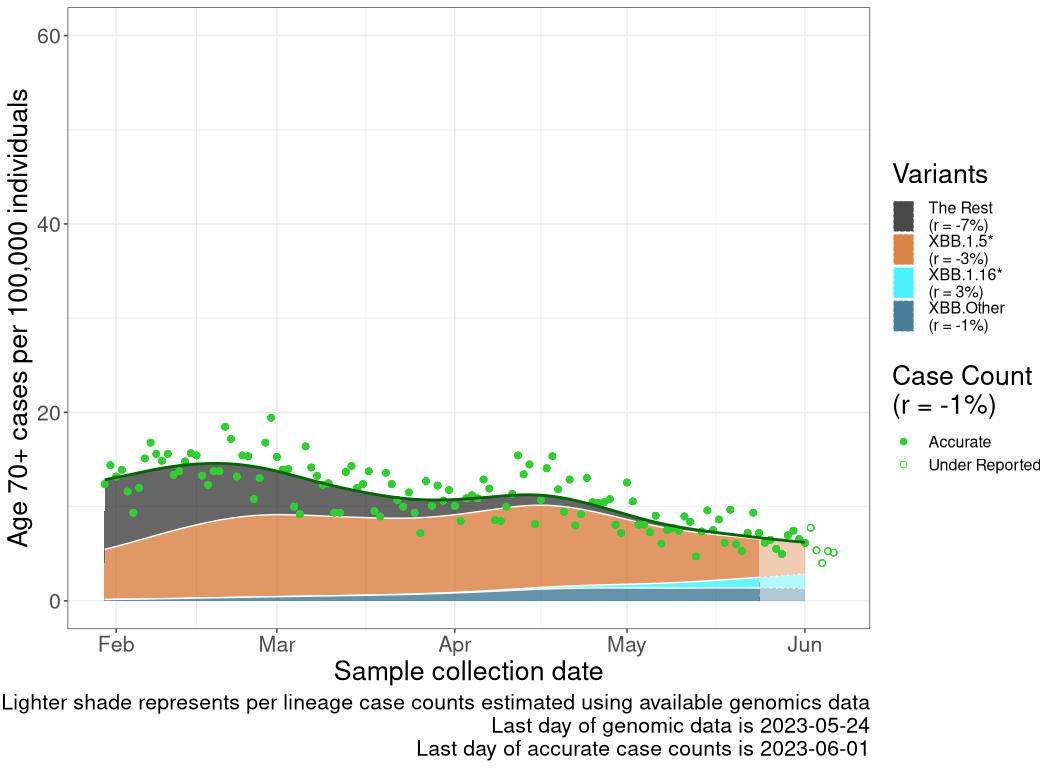 Age 70+ cases per 100,000 individuals
60
40
20
0
Feb
Mar
Apr
May
Jun
Sample collection date
Variants
The Rest
(r = -7%)
XBB.1.5*
(r = -3%)
XBB.1.16*
(r = 3%)
XBB.Other
(r = -1%)
Case Count
(r = -1%)
Accurate
Under Reported
Lighter shade represents per lineage case counts estimated using available genomics data
Last day of genomic data is 2023-05-24
Last day of accurate case counts is 2023-06-01